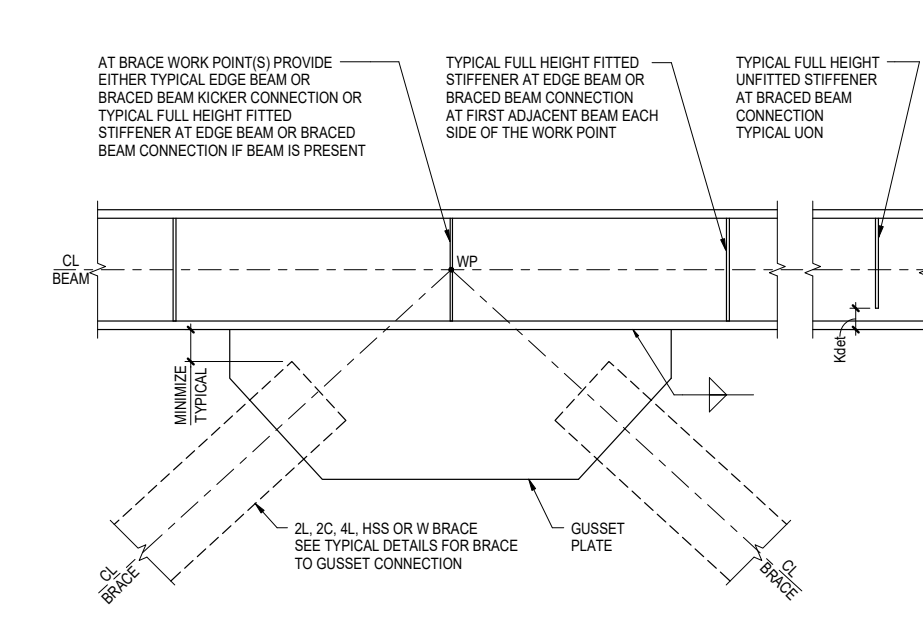 AT BRACE WORK POINT(S) PROVIDE
EITHER TYPICAL EDGE BEAM OR
BRACED BEAM KICKER CONNECTION OR
TYPICAL FULL HEIGHT FITTED
STIFFENER AT EDGE BEAM OR BRACED
BEAM CONNECTION IF BEAM IS PRESENT
TYPICAL FULL HEIGHT FITTED
STIFFENER AT EDGE BEAM OR
BRACED BEAM CONNECTION
AT FIRST ADJACENT BEAM EACH
SIDE OF THE WORK POINT
TYPICAL FULL HEIGHT
UNFITTED STIFFENER
AT BRACED BEAM
CONNECTION
TYPICAL UON
CL
BEAM
WP
Kdet
MINIMIZE
TYPICAL
2L, 2C, 4L, HSS OR W BRACE
SEE TYPICAL DETAILS FOR BRACE
TO GUSSET CONNECTION
GUSSET
PLATE
CL
BRACE
CL
BRACE